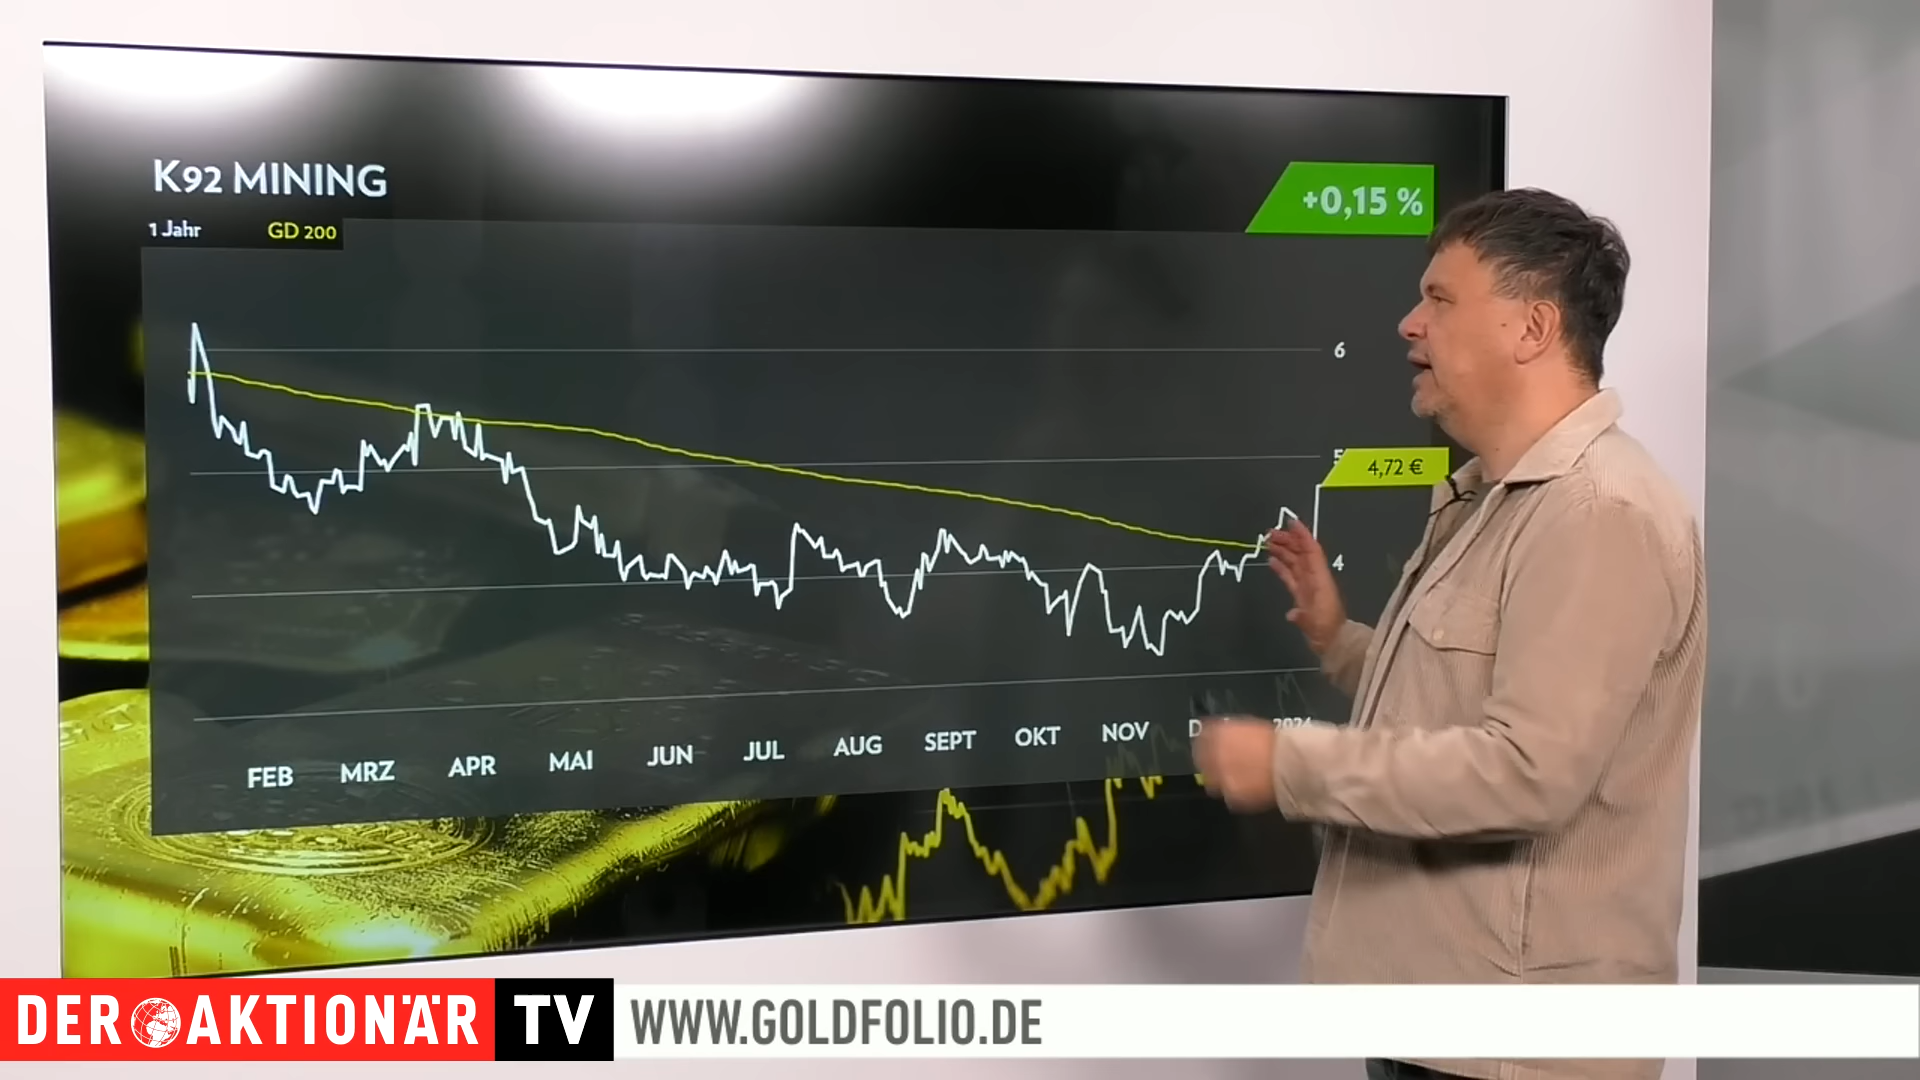 K92 MINING
+0,15 %
1 Jahr GD 200
6
4,72 €
4
FEB MRZ APR MAI JUN JUL AUG SEPT OKT NOV 2024
DER AKTIONÄR TV WWW.GOLDFOLIO.DE